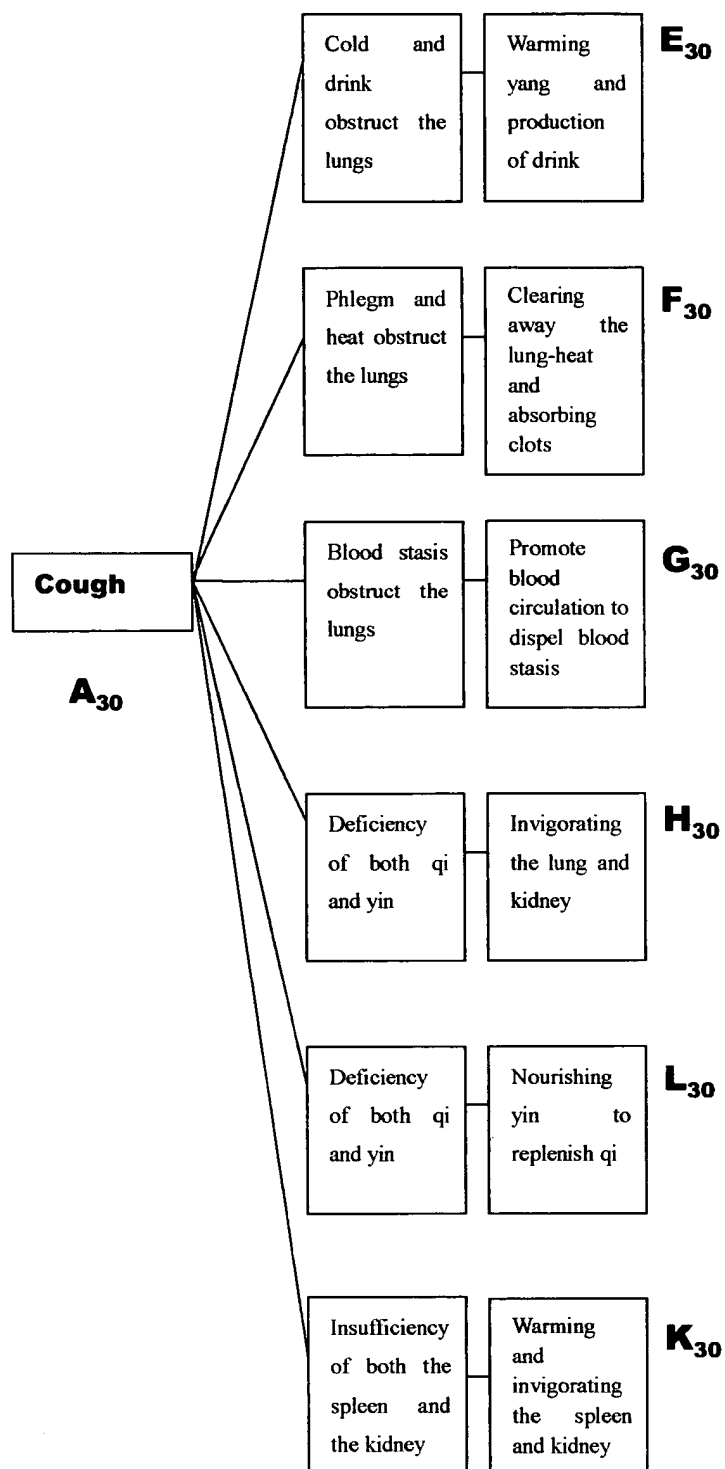 Cold and
drink
obstruct the
lungs
Warming
yang and
production
of drink
E30
Phlegm and
heat obstruct
the lungs
Clearing
away the
lung-heat
and
absorbing
clots
F30
Cough
A30
Blood stasis
obstruct the
lungs
Promote
blood
circulation to
dispel blood
stasis
G30
Deficiency
of both qi
and yin
Invigorating
the lung and
kidney
H30
Deficiency
of both qi
and yin
Nourishing
yin to
replenish qi
L30
Insufficiency
of both the
spleen and
the kidney
Warming
and
invigorating
the spleen
and kidney
K30